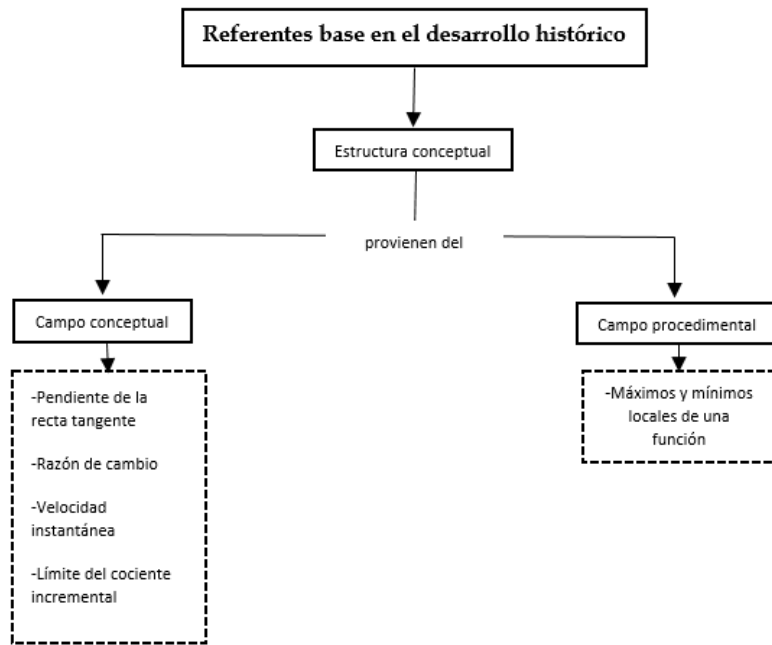 Referentes base en el desarrollo histórico
Estructura conceptual
provienen del
Campo conceptual
-Pendiente de la
recta tangente
-Razón de cambio
-Velocidad
instantánea
-Límite del cociente
incremental
Campo procedimental
-Máximos y mínimos
locales de una
función